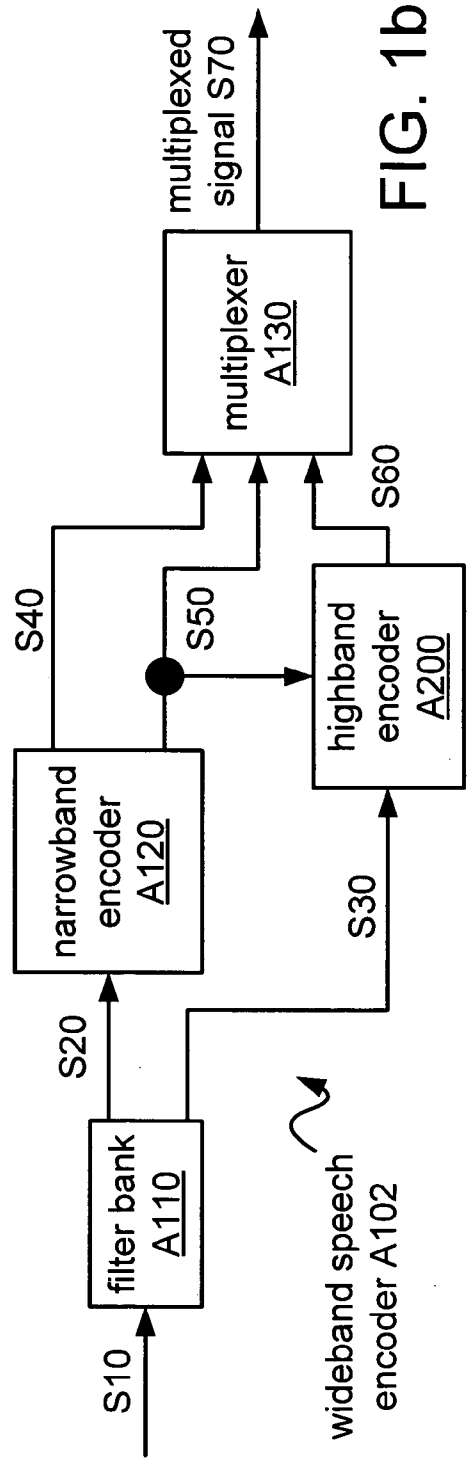 S10
filter bank
A110
S20
S30
narrowband
encoder
A120
S40
S50
highband
encoder
A200
S60
multiplexer
A130
multiplexed
signal S70
wideband speech
encoder A102
FIG. 1b